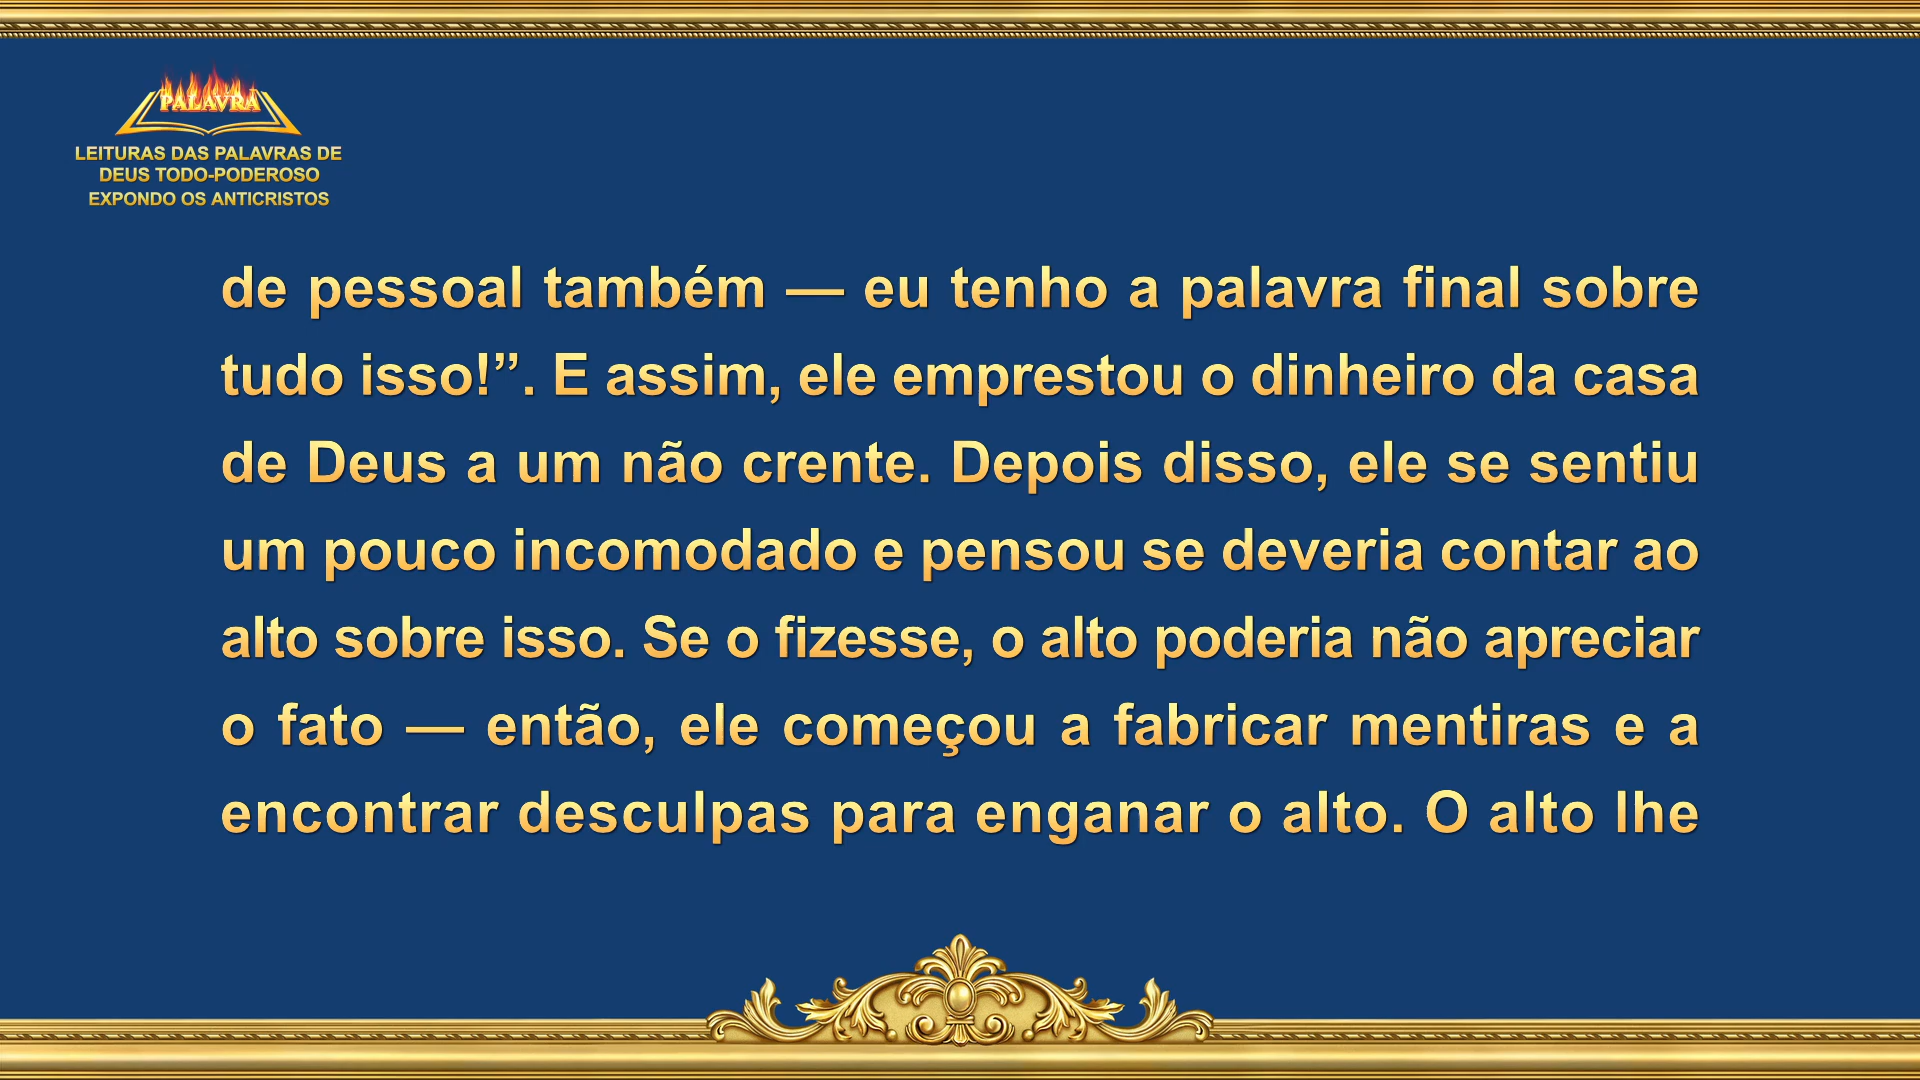 PALAVRA
LEITURAS DAS PALAVRAS DE
DEUS TODO-PODEROSO
EXPONDO OS ANTICRISTOS
de pessoal também — eu tenho a palavra final sobre
tudo isso!”. E assim, ele emprestou o dinheiro da casa
de Deus a um não crente. Depois disso, ele se sentiu
um pouco incomodado e pensou se deveria contar ao
alto sobre isso. Se o fizesse, o alto poderia não apreciar
o fato — então, ele começou a fabricar mentiras e a
encontrar desculpas para enganar o alto. O alto lhe